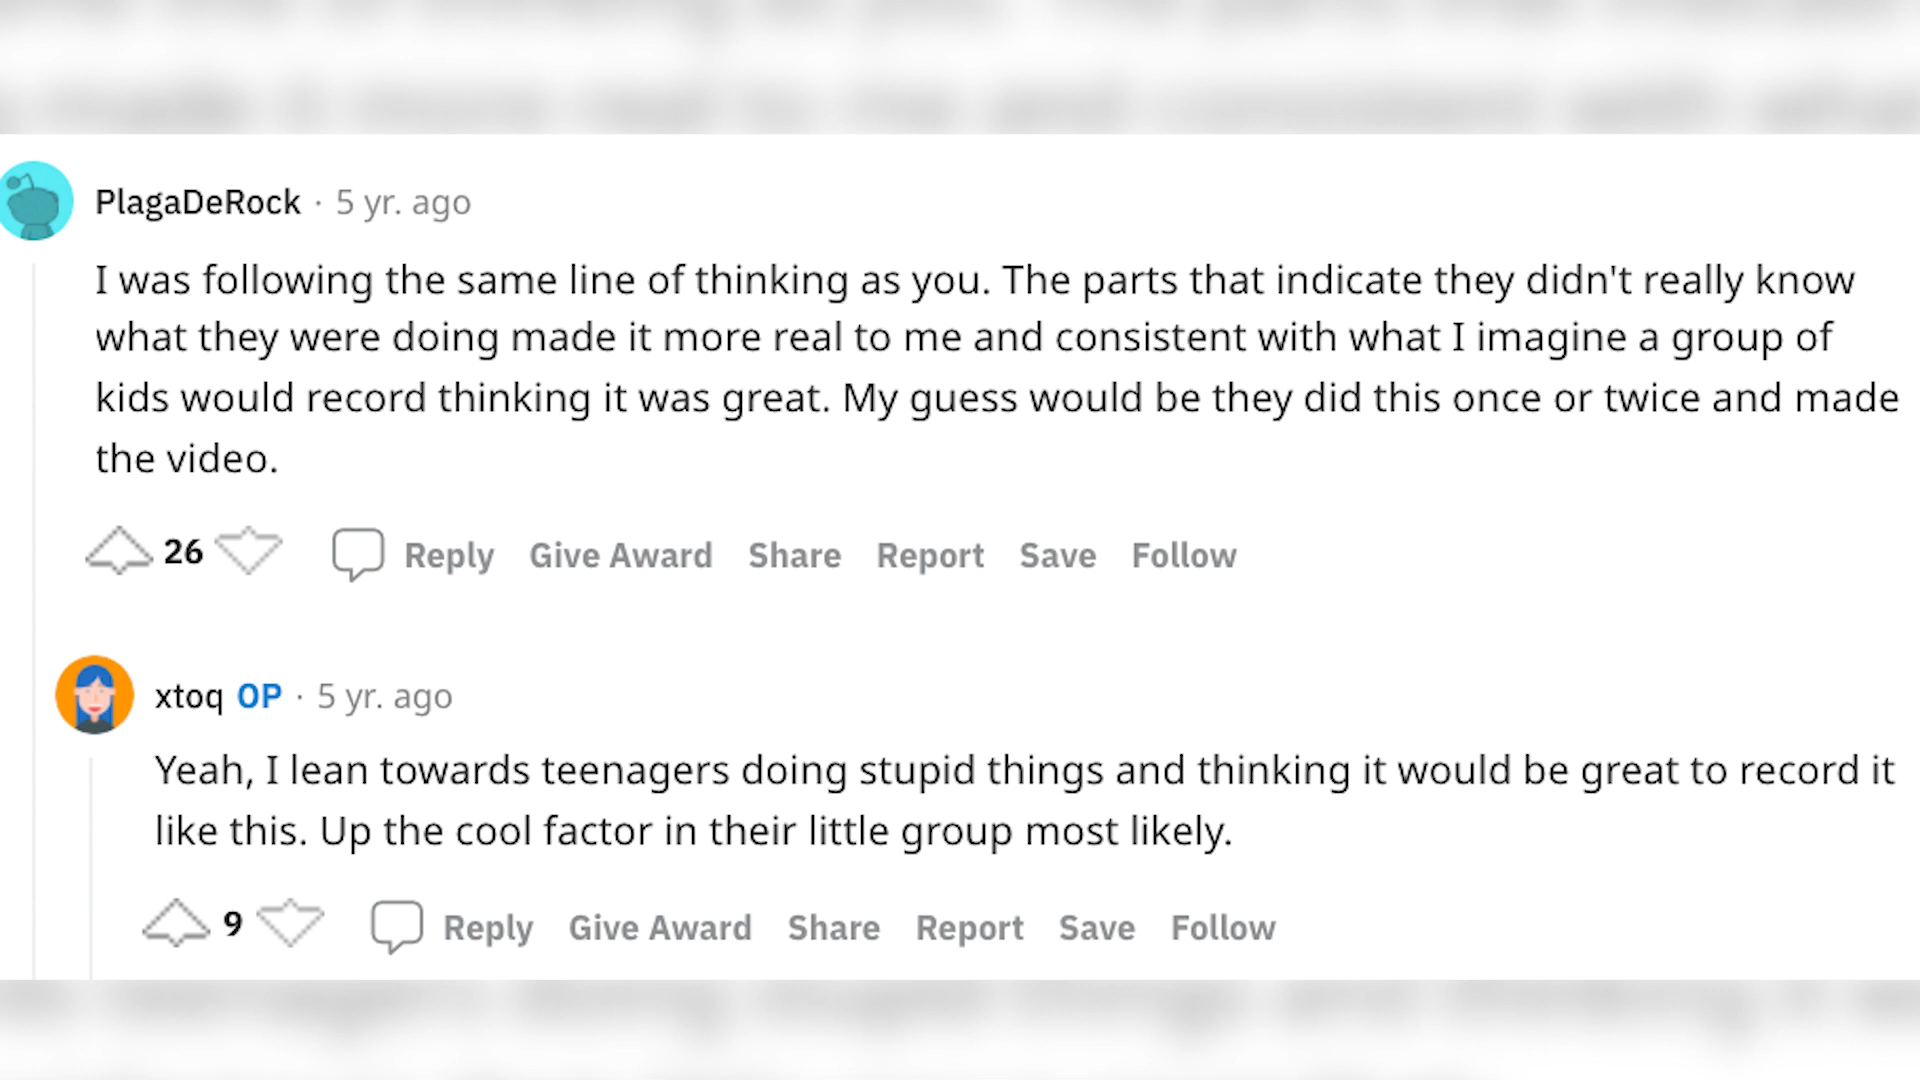 PlagaDeRock · 5 yr. ago
I was following the same line of thinking as you. The parts that indicate they didn't really know
what they were doing made it more real to me and consistent with what I imagine a group of
kids would record thinking it was great. My guess would be they did this once or twice and made
the video.
26 Reply Give Award Share Report Save Follow
xtoq OP · 5 yr. ago
Yeah, I lean towards teenagers doing stupid things and thinking it would be great to record it
like this. Up the cool factor in their little group most likely.
9 Reply Give Award Share Report Save Follow